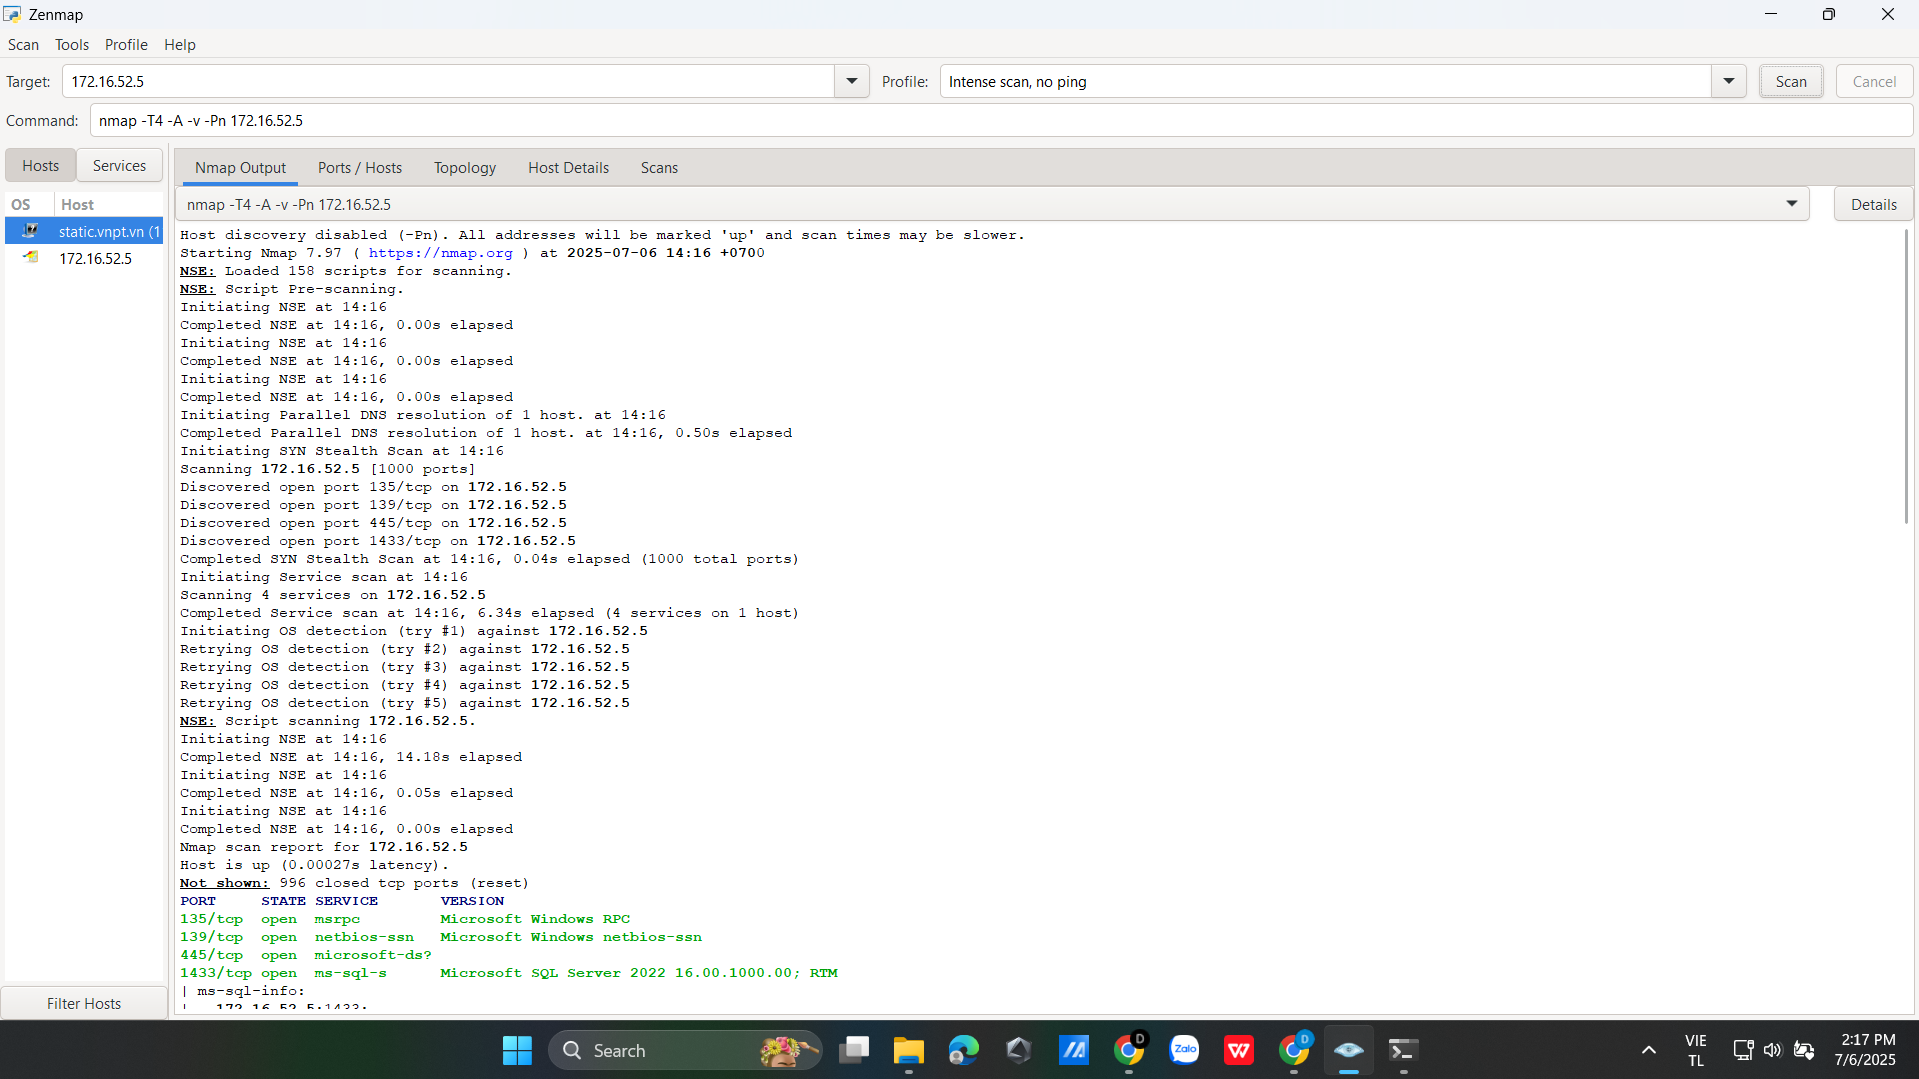 Zenmap
Scan Tools Profile Help
Target: 172.16.52.5 Profile: Intense scan, no ping Scan Cancel
Command: nmap -T4 -A -v -Pn 172.16.52.5
Hosts Services
OS Host
static.vnpt.vn (1
172.16.52.5
Filter Hosts
Nmap Output Ports / Hosts Topology Host Details Scans
nmap -T4 -A -v -Pn 172.16.52.5 Details
Host discovery disabled (-Pn). All addresses will be marked 'up' and scan times may be slower.
Starting Nmap 7.97 ( https://nmap.org ) at 2025-07-06 14:16 +0700
NSE: Loaded 158 scripts for scanning.
NSE: Script Pre-scanning.
Initiating NSE at 14:16
Completed NSE at 14:16, 0.00s elapsed
Initiating NSE at 14:16
Completed NSE at 14:16, 0.00s elapsed
Initiating NSE at 14:16
Completed NSE at 14:16, 0.00s elapsed
Initiating Parallel DNS resolution of 1 host. at 14:16
Completed Parallel DNS resolution of 1 host. at 14:16, 0.50s elapsed
Initiating SYN Stealth Scan at 14:16
Scanning 172.16.52.5 [1000 ports]
Discovered open port 135/tcp on 172.16.52.5
Discovered open port 139/tcp on 172.16.52.5
Discovered open port 445/tcp on 172.16.52.5
Discovered open port 1433/tcp on 172.16.52.5
Completed SYN Stealth Scan at 14:16, 0.04s elapsed (1000 total ports)
Initiating Service scan at 14:16
Scanning 4 services on 172.16.52.5
Completed Service scan at 14:16, 6.34s elapsed (4 services on 1 host)
Initiating OS detection (try #1) against 172.16.52.5
Retrying OS detection (try #2) against 172.16.52.5
Retrying OS detection (try #3) against 172.16.52.5
Retrying OS detection (try #4) against 172.16.52.5
Retrying OS detection (try #5) against 172.16.52.5
NSE: Script scanning 172.16.52.5.
Initiating NSE at 14:16
Completed NSE at 14:16, 14.18s elapsed
Initiating NSE at 14:16
Completed NSE at 14:16, 0.05s elapsed
Initiating NSE at 14:16
Completed NSE at 14:16, 0.00s elapsed
Nmap scan report for 172.16.52.5
Host is up (0.00027s latency).
Not shown: 996 closed tcp ports (reset)
PORT STATE SERVICE VERSION
135/tcp open msrpc Microsoft Windows RPC
139/tcp open netbios-ssn Microsoft Windows netbios-ssn
445/tcp open microsoft-ds?
1433/tcp open ms-sql-s Microsoft SQL Server 2022 16.00.1000.00; RTM
| ms-sql-info:
| 172.16.52.5:1433:
Search
D
Zalo
W
D
VIE
TL
2:17 PM
7/6/2025